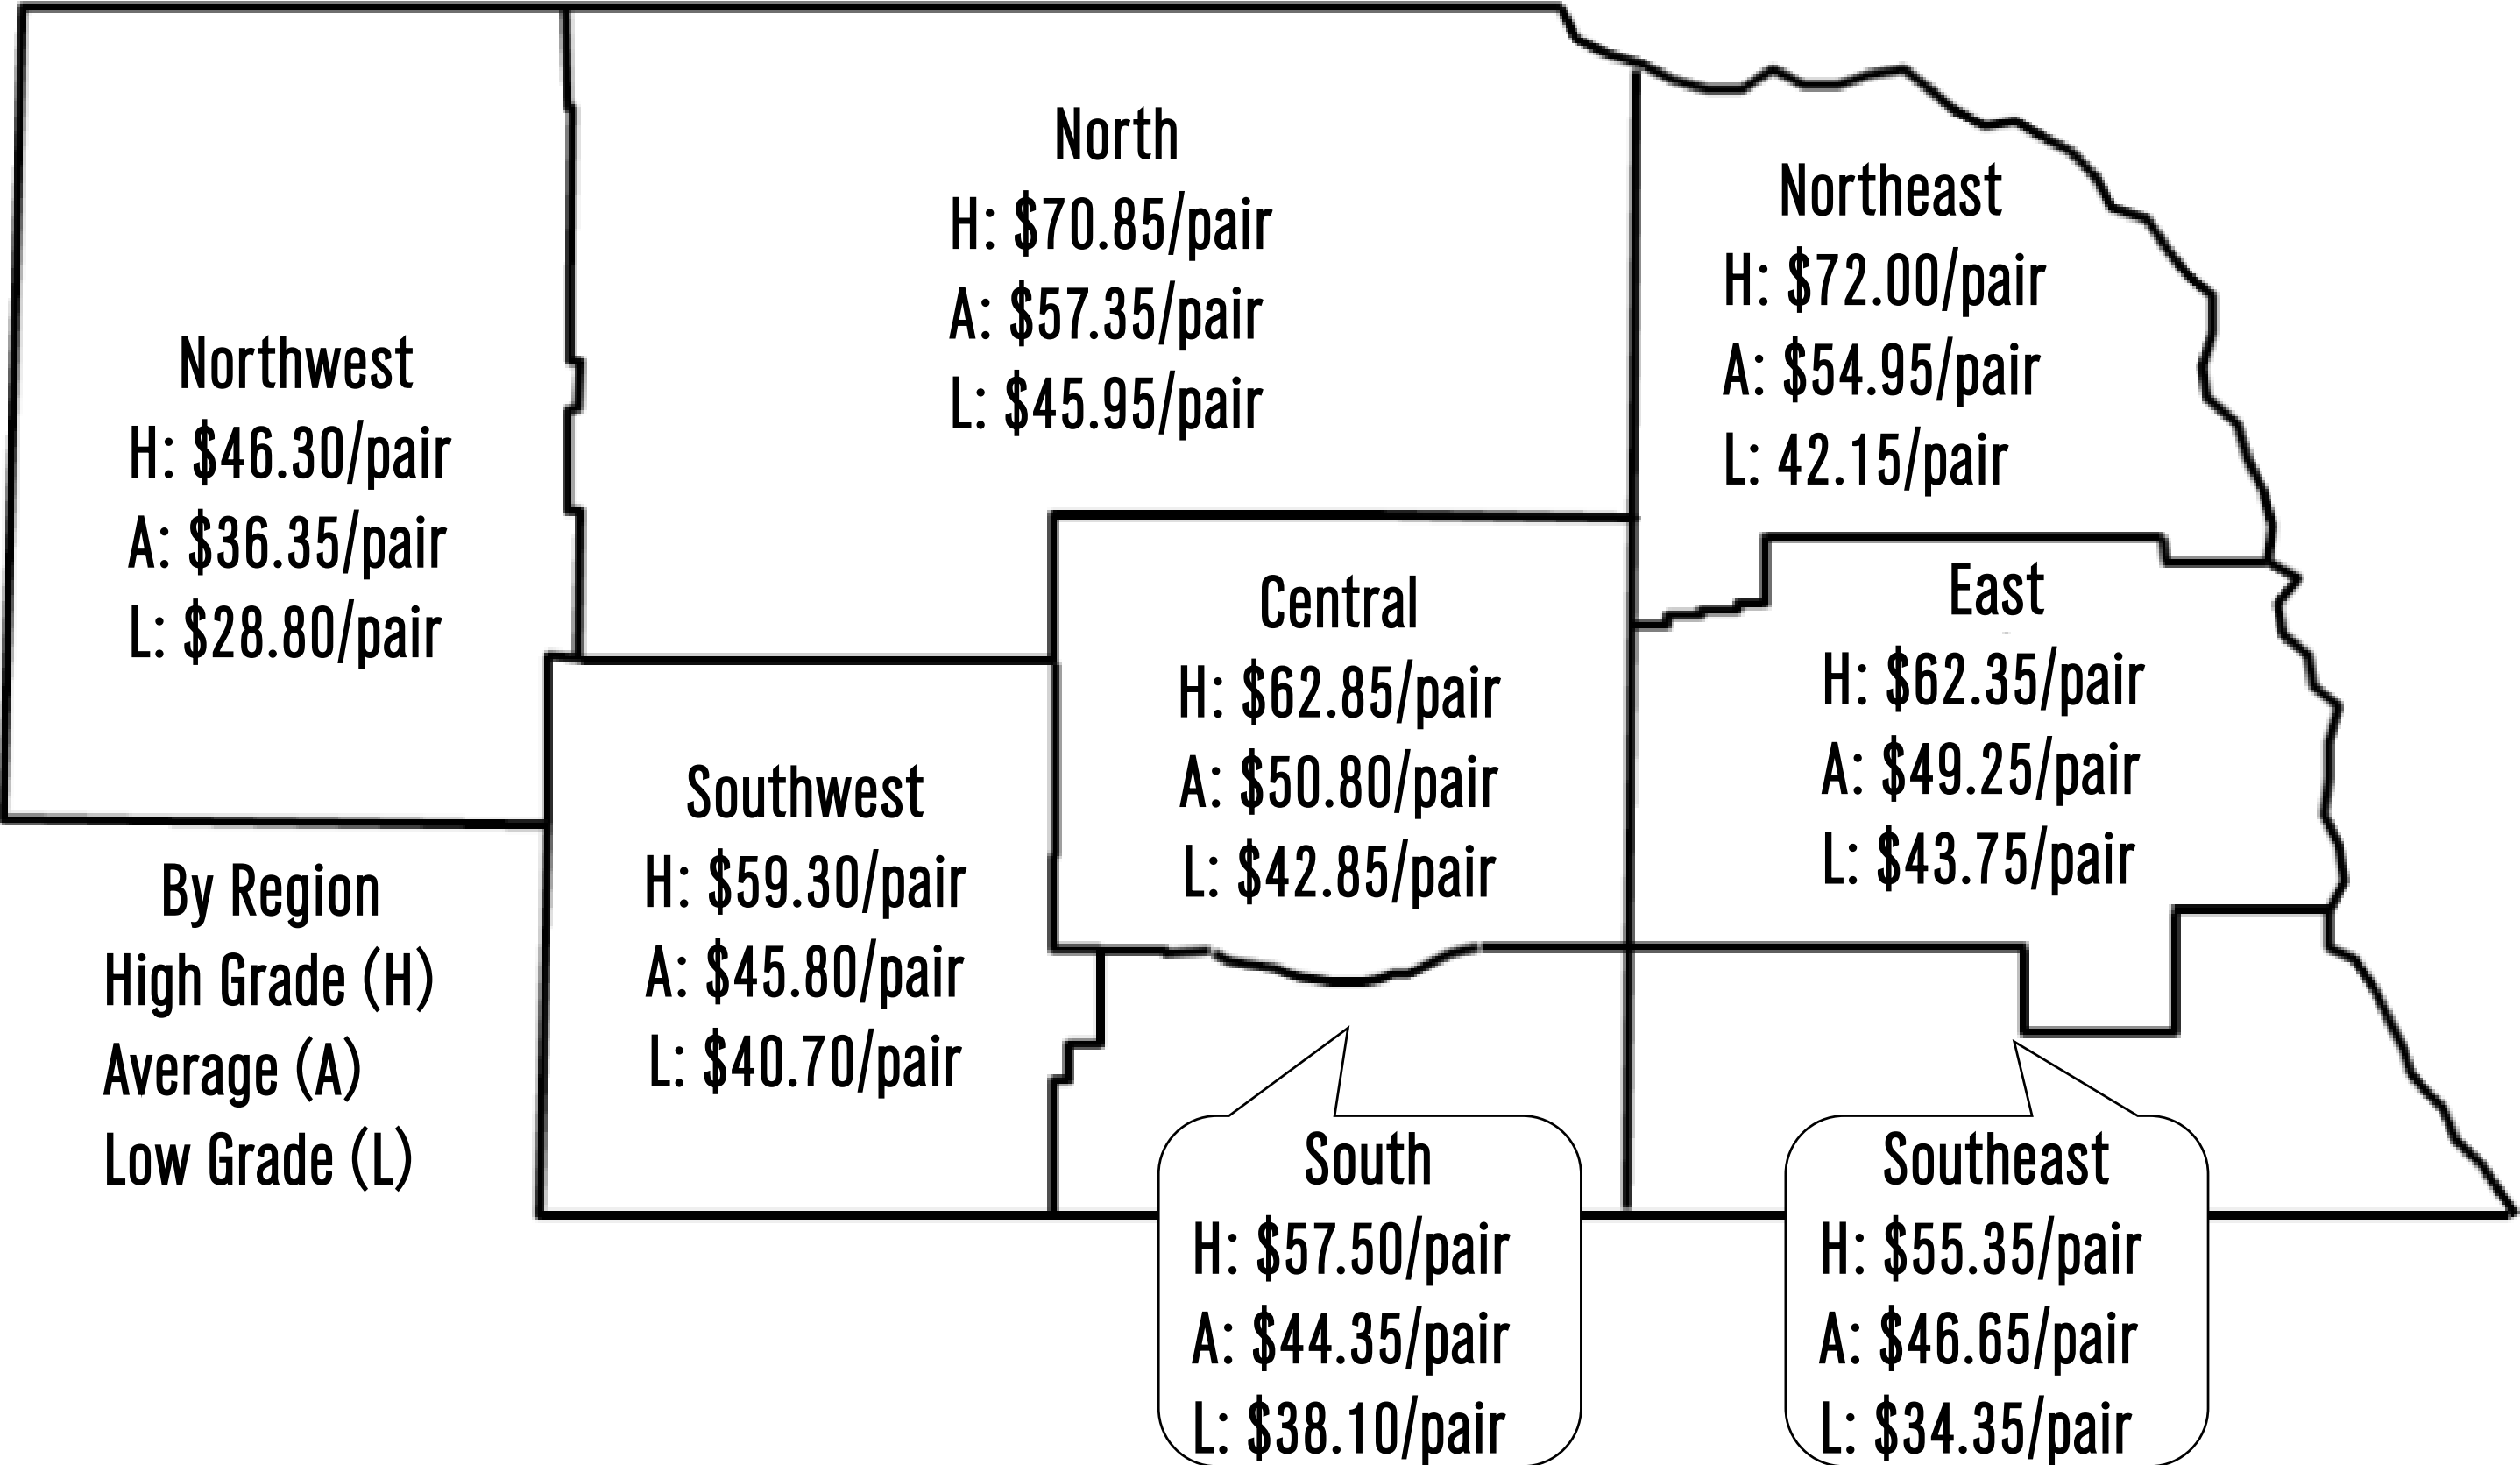 North
H: $70.85/pair
A: $57.35/pair
L: $45.95/pair
Northeast
H: $72.00/pair
A: $54.95/pair
L: 42.15/pair
Northwest
H: $46.30/pair
A: $36.35/pair
L: $28.80/pair
Central
H: $62.85/pair
A: $50.80/pair
L: $42.85/pair
East
H: $62.35/pair
A: $49.25/pair
L: $43.75/pair
Southwest
H: $59.30/pair
A: $45.80/pair
L: $40.70/pair
By Region
High Grade (H)
Average (A)
Low Grade (L)
South
H: $57.50/pair
A: $44.35/pair
L: $38.10/pair
Southeast
H: $55.35/pair
A: $46.65/pair
L: $34.35/pair